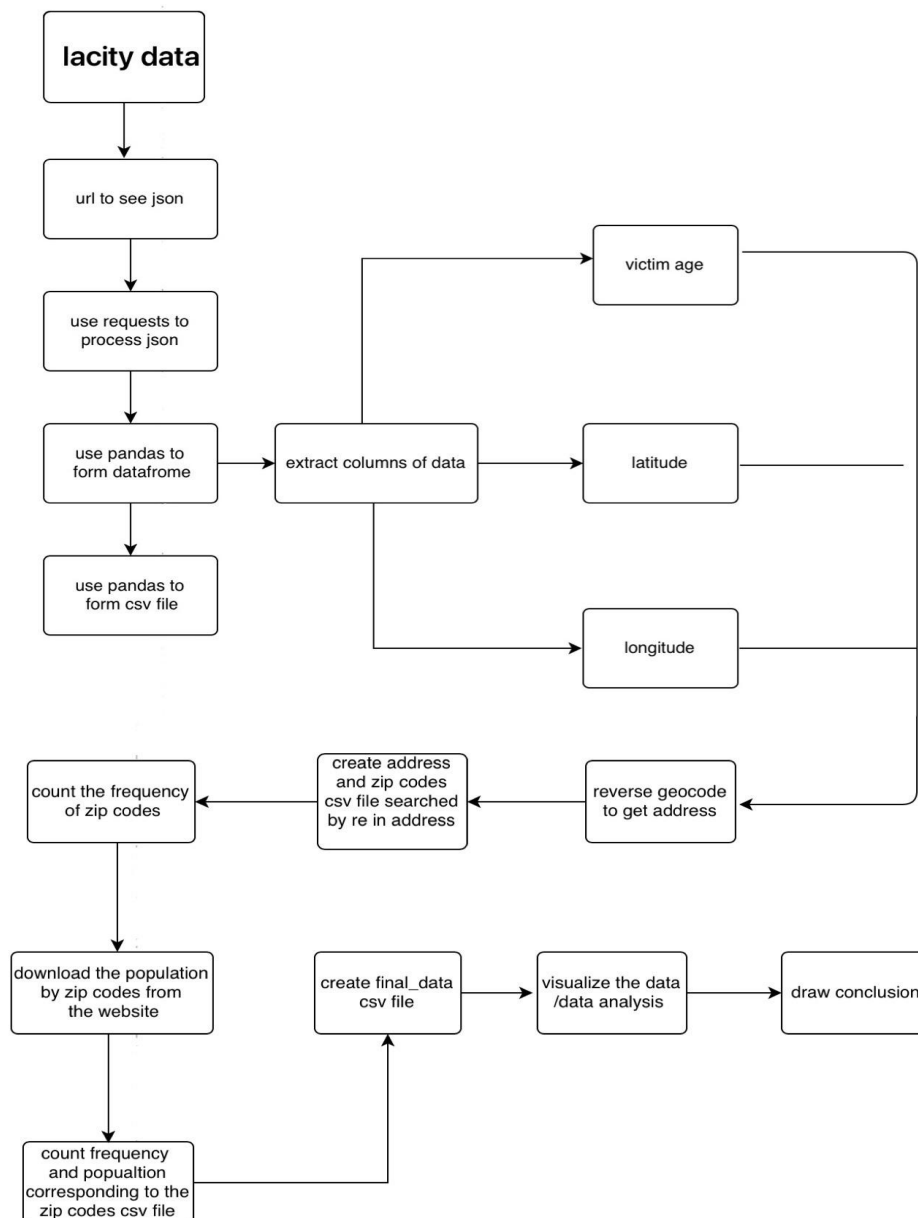 lacity data
url to see json
use requests to
process json
use pandas to
form datafrome
use pandas to
form csv file
extract columns of data
victim age
latitude
longitude
reverse geocode
to get address
create address
and zip codes
csv file searched
by re in address
count the frequency
of zip codes
download the population
by zip codes from
the website
count frequency
and popualtion
corresponding to the
zip codes csv file
create final_data
csv file
visualize the data
/data analysis
draw conclusion